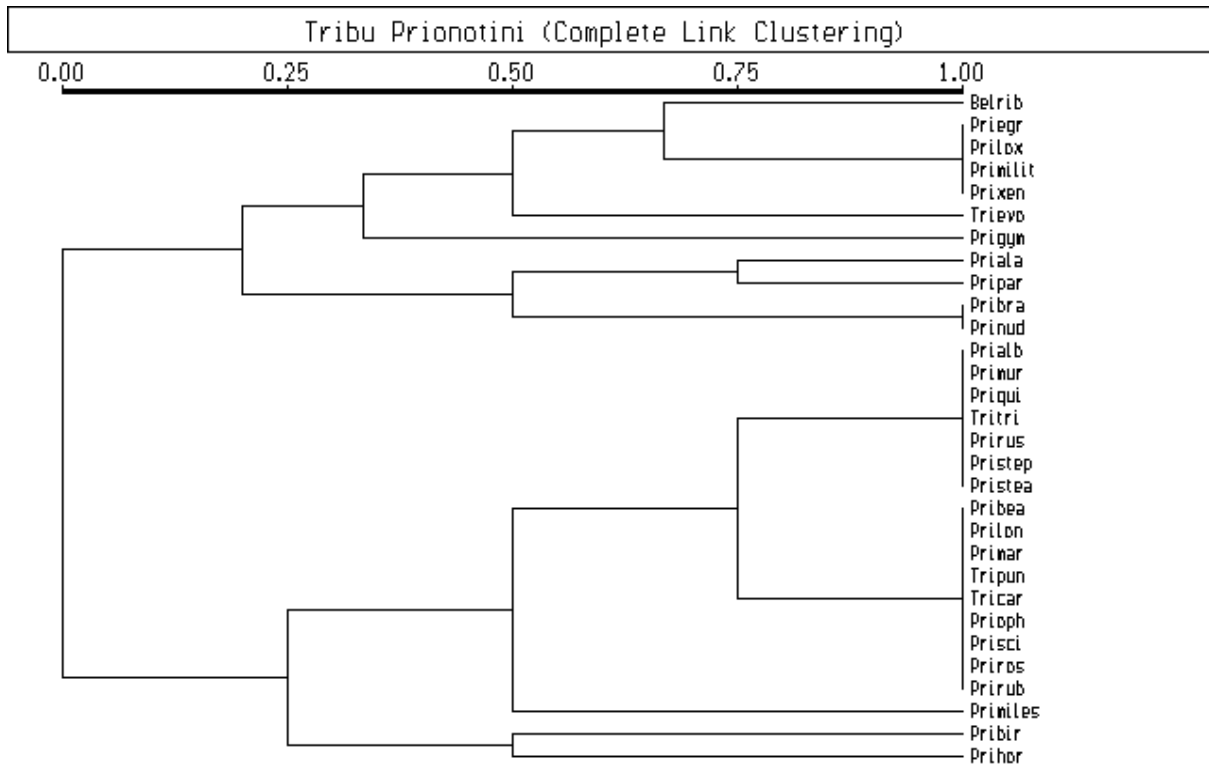 Tribu Prionotini (Complete Link Clustering)
0.00 0.25 0.50 0.75 1.00
Belrib
Priegr
Prilox
Primilit
Prixen
Trievo
Prigym
Priala
Pripar
Pribra
Prinud
Prialb
Primur
Priqui
Tritri
Prirus
Pristep
Pristea
Pribea
Prilon
Primar
Tripun
Tricar
Prioph
Prisci
Priros
Prirub
Primiles
Pribir
Prihor